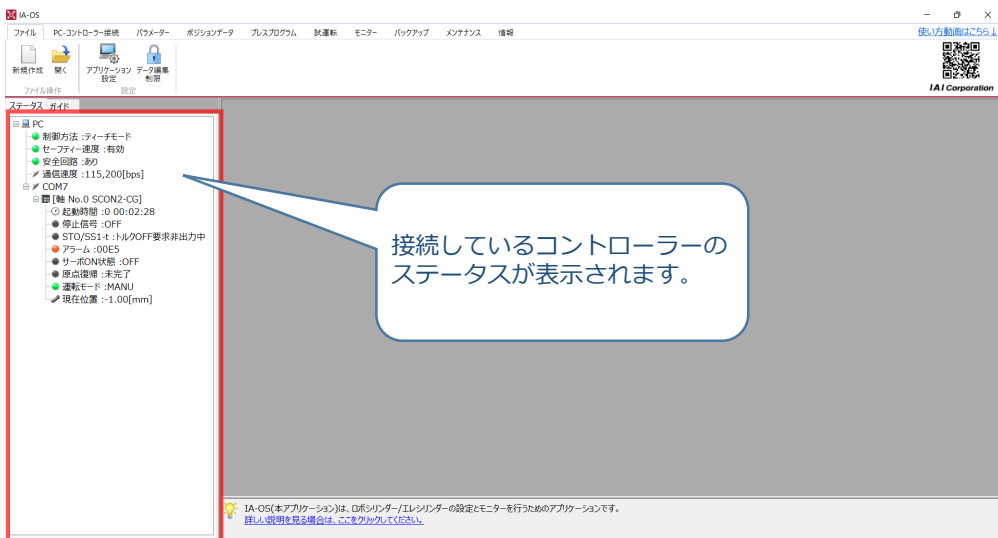 IA-OS
ファイル PC-コントローラー接続 パラメーター ポジションデータ プレスプログラム 試運転 モニター バックアップ メンテナンス 情報 使い方動画はこちら↓
新規作成 開く アプリケーション設定 データ編集制限
ファイル操作 設定
IAI Corporation
ステータス ガイド
PC
制御方法 :ティーチモード
セーフティー速度 :有効
安全回路 :あり
通信速度 :115,200[bps]
COM7
[軸 No.0 SCON2-CG]
起動時間 :0 00:02:28
停止信号 :OFF
STO/SS1-t :トルクOFF要求非出力中
アラーム :00E5
サーボON状態 :OFF
原点復帰 :未完了
運転モード :MANU
現在位置 :-1.00[mm]
接続しているコントローラーの
ステータスが表示されます。
IA-OS(本アプリケーション)は、ロボシリンダー/エレシリンダーの設定とモニターを行うためのアプリケーションです。
詳しい説明を見る場合は、ここをクリックしてください。